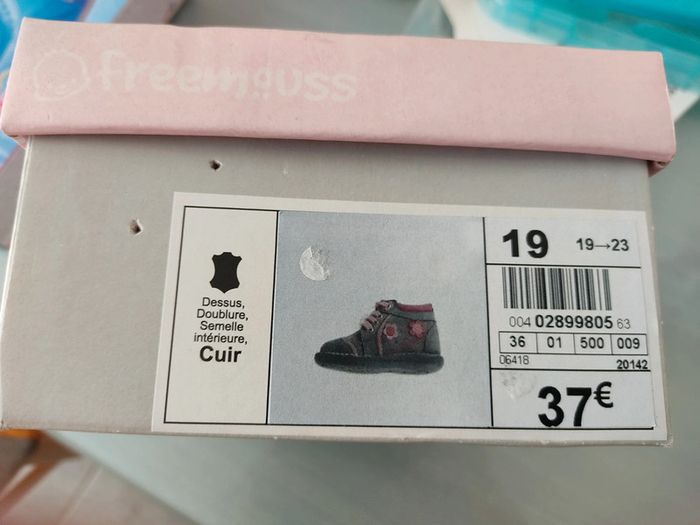 freemouss
Dessus,
Doublure,
Semelle
intérieure,
Cuir
19 19→23
004 02899805 63
36 01 500 009
06418 20142
37€